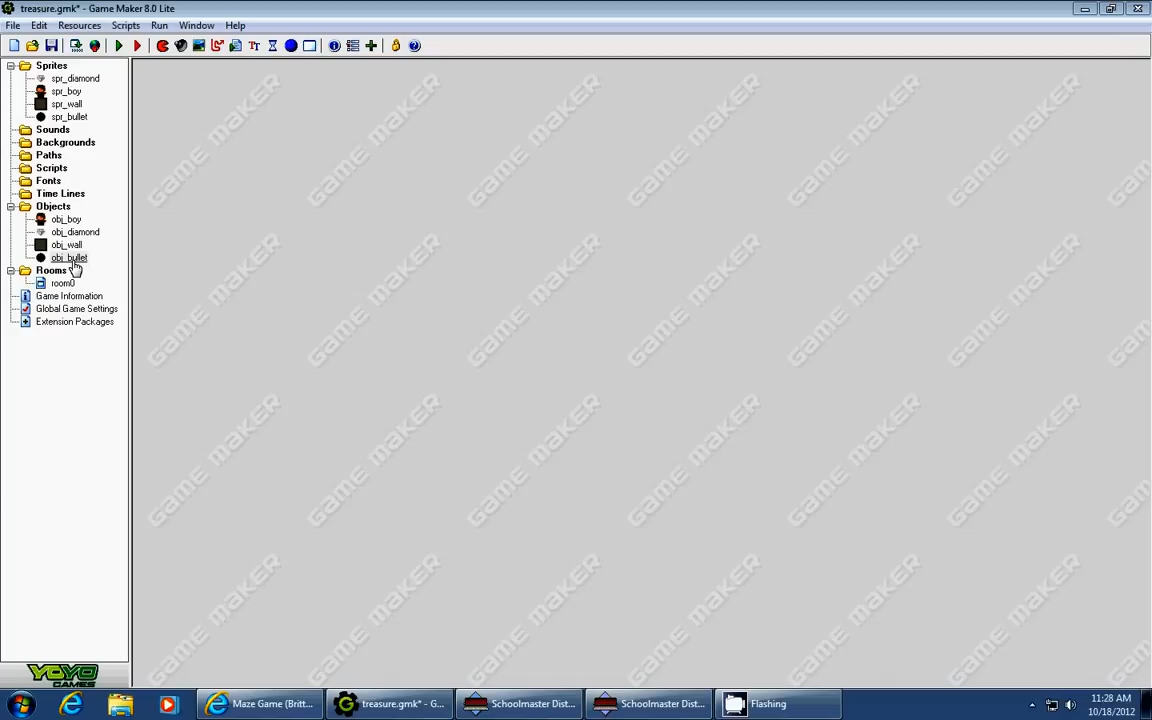 treasure.gmk* - Game Maker 8.0 Lite
File Edit Resources Scripts Run Window Help
Sprites
spr_diamond
spr_boy
spr_wall
spr_bullet
Sounds
Backgrounds
Paths
Scripts
Fonts
Time Lines
Objects
obj_boy
obj_diamond
obj_wall
obj_bullet
Rooms
room0
Game Information
Global Game Settings
Extension Packages
GAME MAKER
YOYO
GAMES
Maze Game (Britt...
treasure.gmk* - G...
Schoolmaster Dist...
Schoolmaster Dist...
Flashing
11:28 AM
10/18/2012